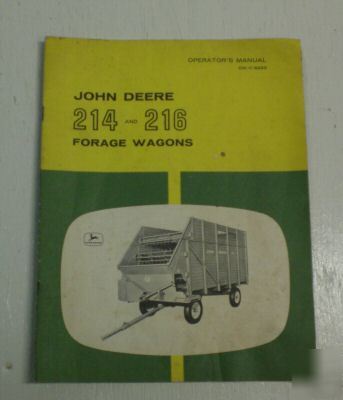 OPERATOR'S MANUAL
JOHN DEERE
214 AND 216
FORAGE WAGONS